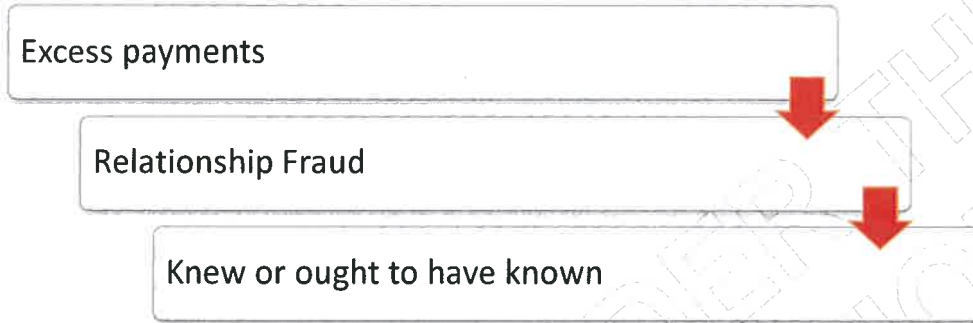 Excess payments
Relationship Fraud
Knew or ought to have known